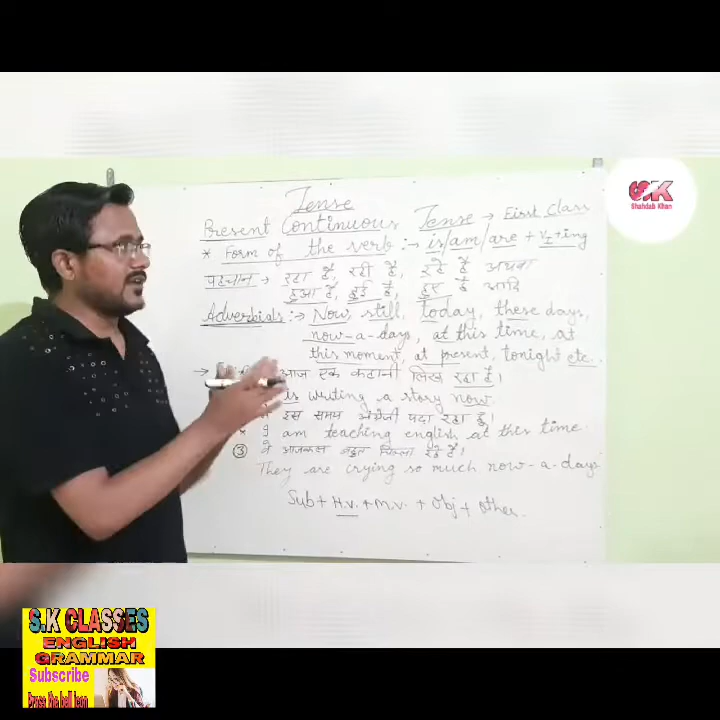 Tense
Present Continuous Tense → First Class
* Form of the verb :- is/am/are + V1+ing
पहचान → रहा है, रही है, रहे हैं अथवा
हुआ है, हुई है, हुए हैं आदि
Adverbials :- Now, still, today, these days,
now-a-days, at this time, at
this moment, at present, tonight etc.
→ आज एक कहानी लिख रहा है।
is writing a story now.
इस समय अंग्रेजी पढ़ा रहा हूँ।
* I am teaching english at this time.
③ वे आजकल बहुत चिल्ला रहे हैं।
They are crying so much now-a-days
Sub + H.V. + M.V. + Obj + Other.
SK
Shahdab Khan
S.K CLASSES
ENGLISH
GRAMMAR
Subscribe
Press the bell icon